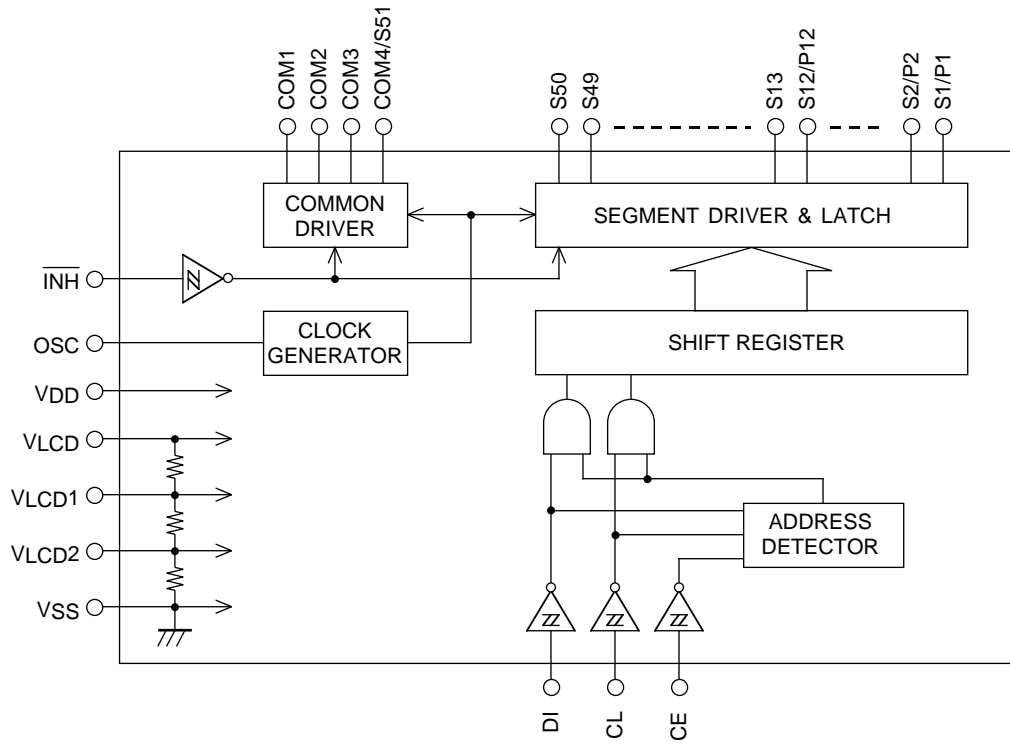 COM1
COM2
COM3
COM4/S51
S50
S49
S13
S12/P12
S2/P2
S1/P1
COMMON
DRIVER
SEGMENT DRIVER & LATCH
INH
OSC
CLOCK
GENERATOR
SHIFT REGISTER
VDD
VLCD
VLCD1
VLCD2
VSS
ADDRESS
DETECTOR
DI
CL
CE